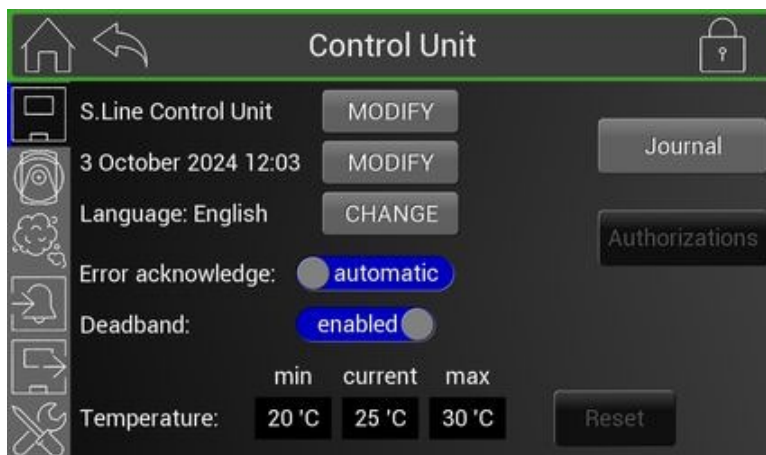 Control Unit
S.Line Control Unit MODIFY
Journal
3 October 2024 12:03 MODIFY
Language: English CHANGE
Authorizations
Error acknowledge: automatic
Deadband: enabled
min current max
Temperature: 20 'C 25 'C 30 'C Reset